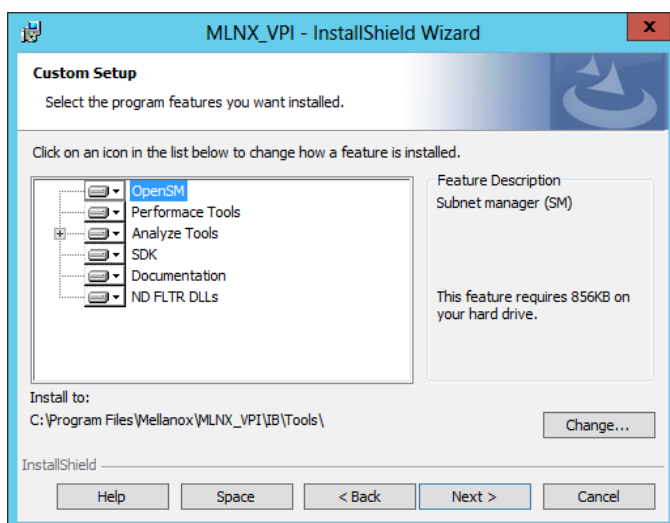 MLNX_VPI - InstallShield Wizard
x
Custom Setup
Select the program features you want installed.
Click on an icon in the list below to change how a feature is installed.
OpenSM
Performace Tools
Analyze Tools
SDK
Documentation
ND FLTR DLLs
Feature Description
Subnet manager (SM)
This feature requires 856KB on
your hard drive.
Install to:
C:\Program Files\Mellanox\MLNX_VPI\IB\Tools\
Change...
InstallShield
Help
Space
< Back
Next >
Cancel